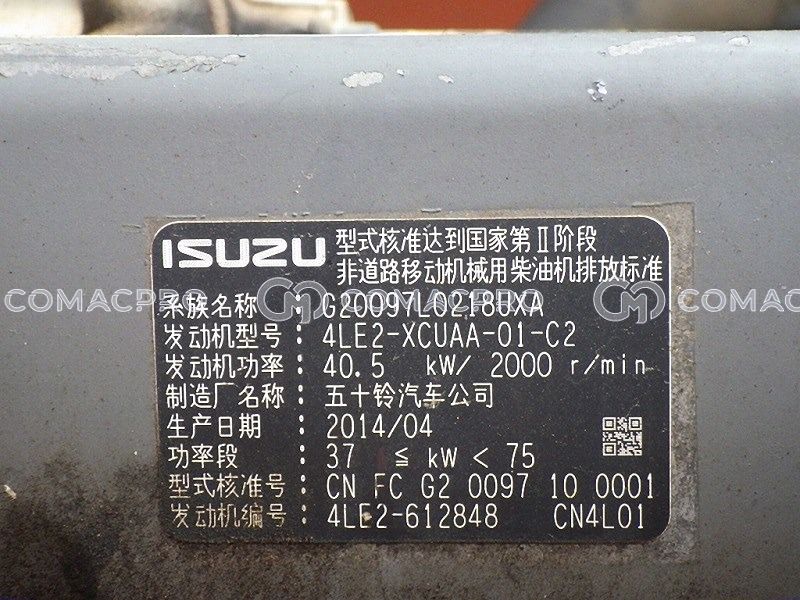 ISUZU
型式核准达到国家第Ⅱ阶段
非道路移动机械用柴油机排放标准
系族名称: G20097L02180XA
发动机型号: 4LE2-XCUAA-01-C2
发动机功率: 40.5 kW/ 2000 r/min
制造厂名称: 五十铃汽车公司
生产日期: 2014/04
功率段: 37 ≦ kW < 75
型式核准号: CN FC G2 0097 10 0001
发动机编号: 4LE2-612848 CN4L01
COMACPRO COMACPRO COMACPRO